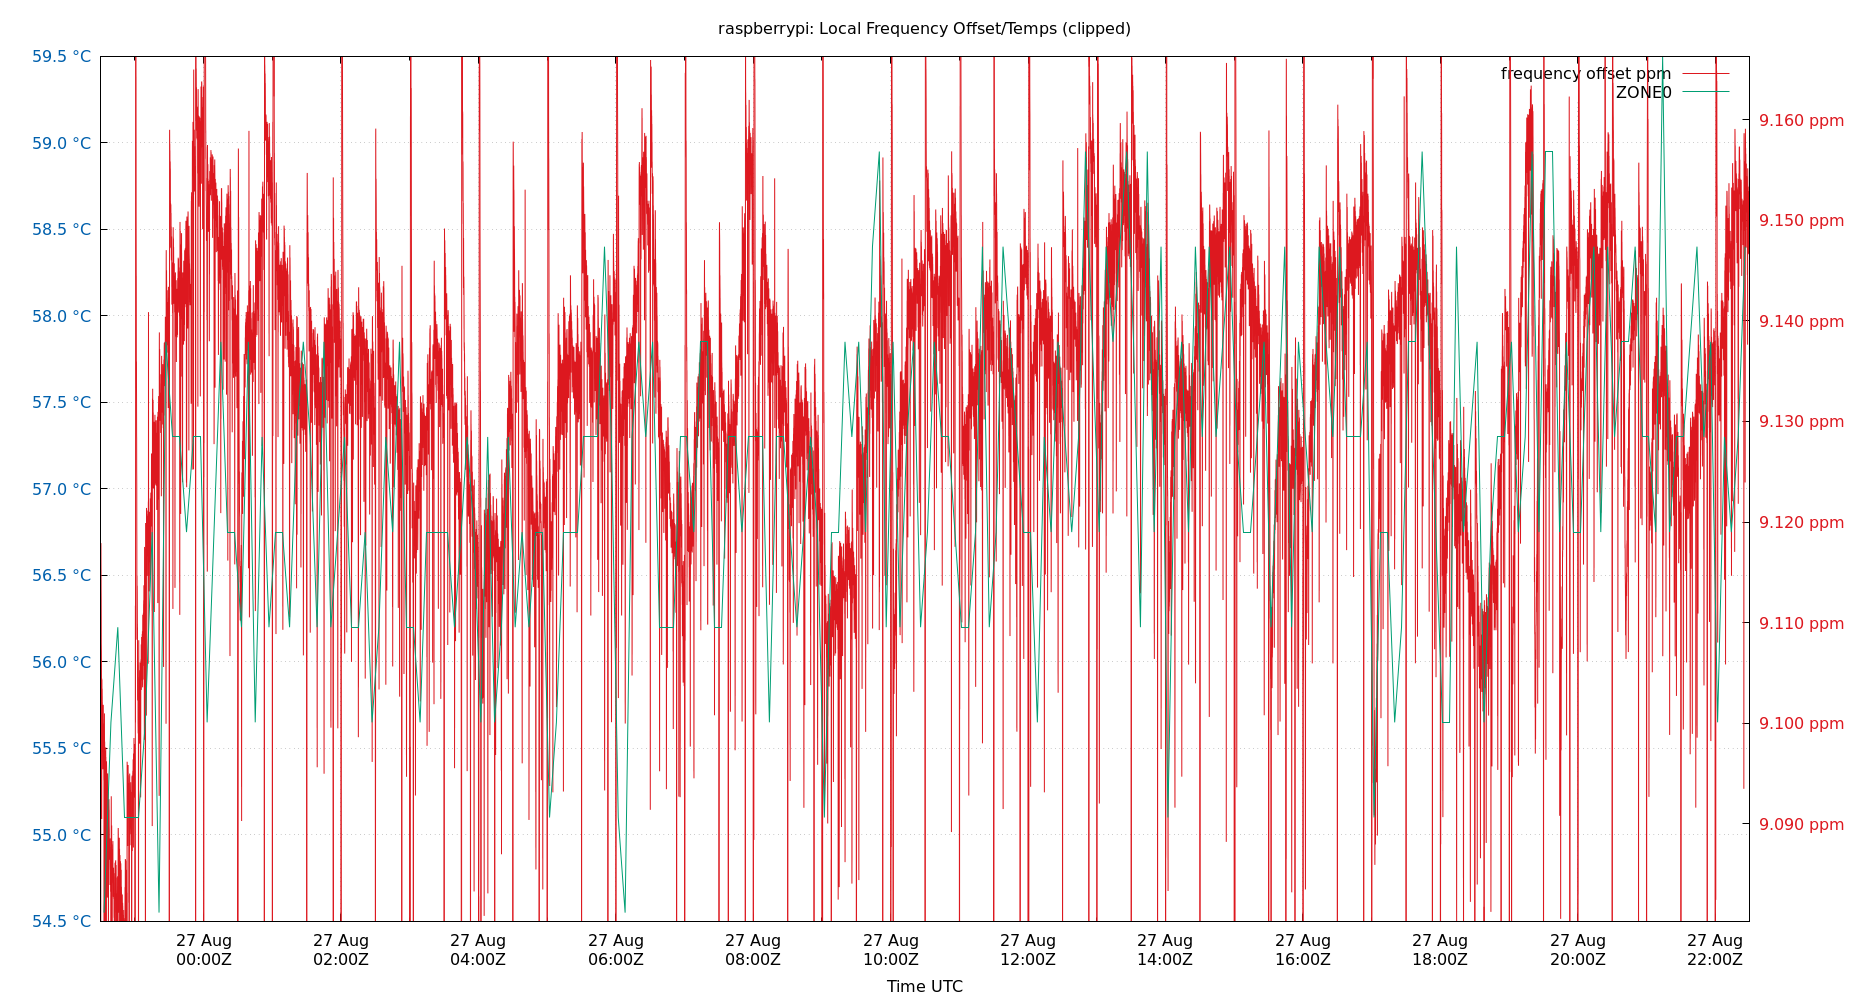 raspberrypi: Local Frequency Offset/Temps (clipped)
frequency offset ppm
ZONE0
59.5 °C
59.0 °C
58.5 °C
58.0 °C
57.5 °C
57.0 °C
56.5 °C
56.0 °C
55.5 °C
55.0 °C
54.5 °C
9.160 ppm
9.150 ppm
9.140 ppm
9.130 ppm
9.120 ppm
9.110 ppm
9.100 ppm
9.090 ppm
27 Aug 27 Aug 27 Aug 27 Aug 27 Aug 27 Aug 27 Aug 27 Aug 27 Aug 27 Aug 27 Aug 27 Aug
00:00Z 02:00Z 04:00Z 06:00Z 08:00Z 10:00Z 12:00Z 14:00Z 16:00Z 18:00Z 20:00Z 22:00Z
Time UTC